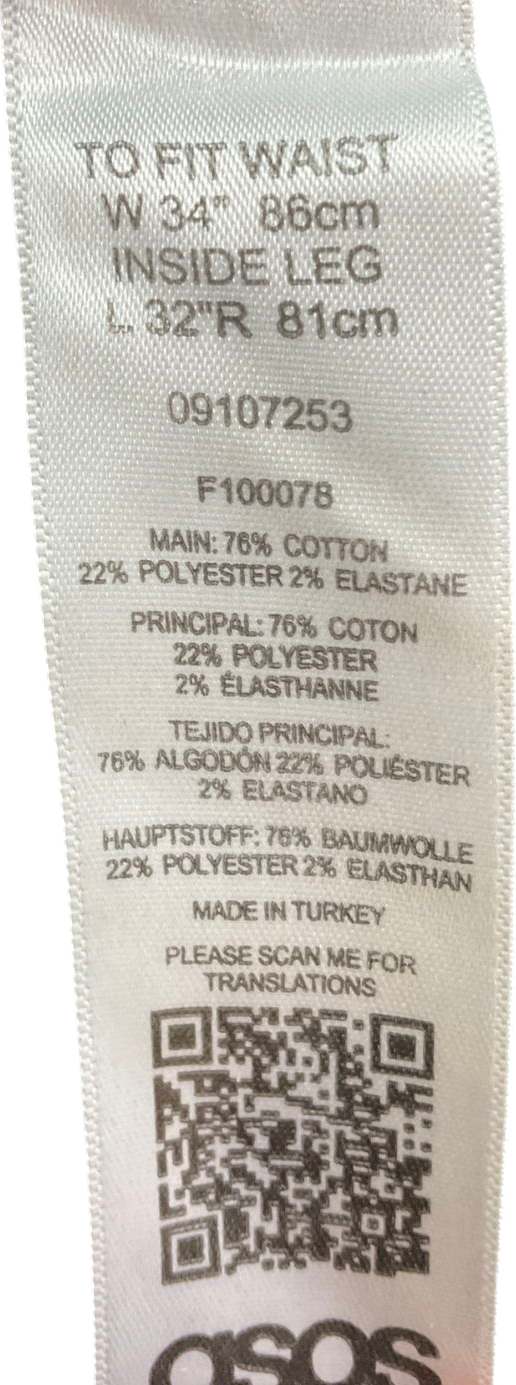 TO FIT WAIST
W 34" 86cm
INSIDE LEG
L 32"R 81cm
09107253
F100078
MAIN: 76% COTTON
22% POLYESTER 2% ELASTANE
PRINCIPAL: 76% COTON
22% POLYESTER
2% ÉLASTHANNE
TEJIDO PRINCIPAL:
76% ALGODÓN 22% POLIÉSTER
2% ELASTANO
HAUPTSTOFF: 76% BAUMWOLLE
22% POLYESTER 2% ELASTHAN
MADE IN TURKEY
PLEASE SCAN ME FOR
TRANSLATIONS
asos